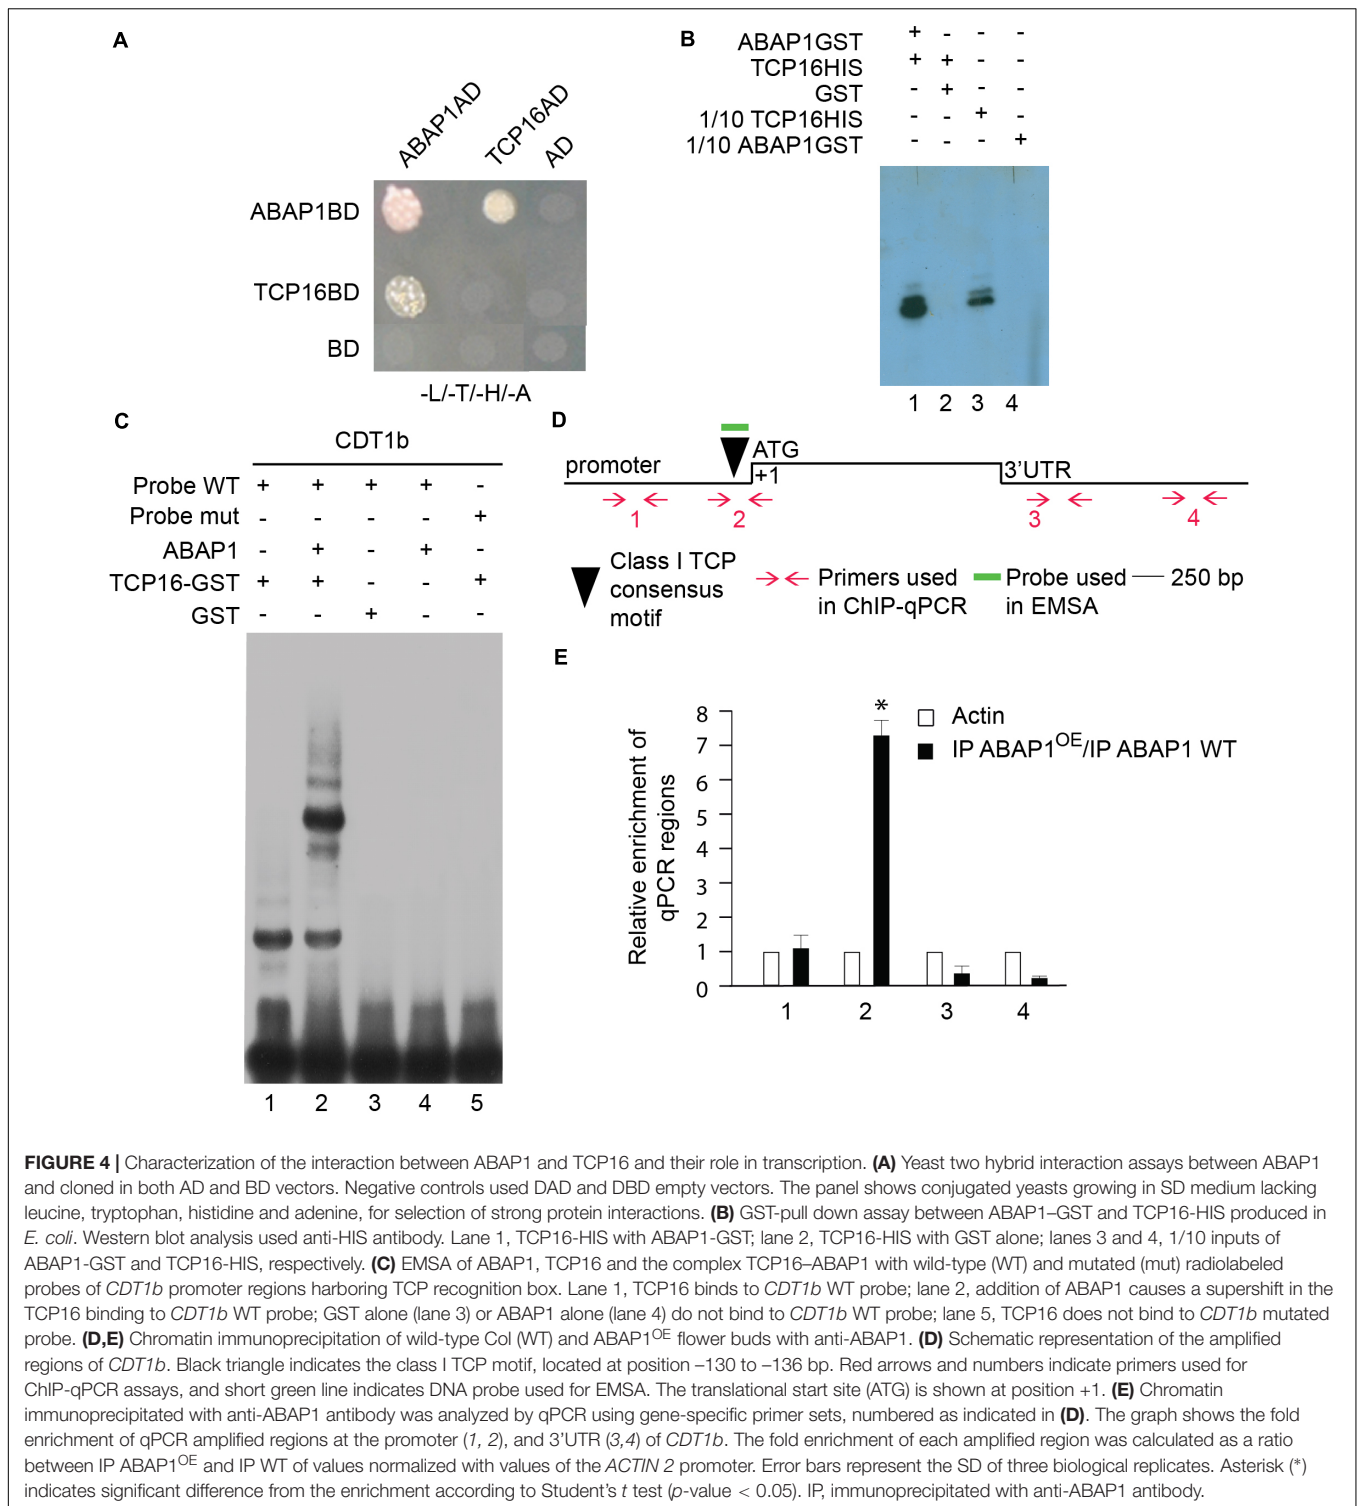 A
ABAP1AD
TCP16AD
AD
ABAP1BD
TCP16BD
BD
-L/-T/-H/-A
B
ABAP1GST + - - -
TCP16HIS + + - -
GST - + - -
1/10 TCP16HIS - - + -
1/10 ABAP1GST - - - +
1 2 3 4
C
CDT1b
Probe WT + + + + -
Probe mut - - - - +
ABAP1 - + - + -
TCP16-GST + + - - +
GST - - + - -
1 2 3 4 5
D
promoter
ATG
+1
3’UTR
1 2 3 4
Class I TCP
consensus
motif
Primers used
in ChIP-qPCR
Probe used
in EMSA
250 bp
E
Relative enrichment of
qPCR regions
8
7
6
5
4
3
2
1
0
*
Actin
IP ABAP1OE/IP ABAP1 WT
1 2 3 4
FIGURE 4 | Characterization of the interaction between ABAP1 and TCP16 and their role in transcription. (A) Yeast two hybrid interaction assays between ABAP1
and cloned in both AD and BD vectors. Negative controls used DAD and DBD empty vectors. The panel shows conjugated yeasts growing in SD medium lacking
leucine, tryptophan, histidine and adenine, for selection of strong protein interactions. (B) GST-pull down assay between ABAP1–GST and TCP16-HIS produced in
E. coli. Western blot analysis used anti-HIS antibody. Lane 1, TCP16-HIS with ABAP1-GST; lane 2, TCP16-HIS with GST alone; lanes 3 and 4, 1/10 inputs of
ABAP1-GST and TCP16-HIS, respectively. (C) EMSA of ABAP1, TCP16 and the complex TCP16–ABAP1 with wild-type (WT) and mutated (mut) radiolabeled
probes of CDT1b promoter regions harboring TCP recognition box. Lane 1, TCP16 binds to CDT1b WT probe; lane 2, addition of ABAP1 causes a supershift in the
TCP16 binding to CDT1b WT probe; GST alone (lane 3) or ABAP1 alone (lane 4) do not bind to CDT1b WT probe; lane 5, TCP16 does not bind to CDT1b mutated
probe. (D,E) Chromatin immunoprecipitation of wild-type Col (WT) and ABAP1OE flower buds with anti-ABAP1. (D) Schematic representation of the amplified
regions of CDT1b. Black triangle indicates the class I TCP motif, located at position –130 to –136 bp. Red arrows and numbers indicate primers used for
ChIP-qPCR assays, and short green line indicates DNA probe used for EMSA. The translational start site (ATG) is shown at position +1. (E) Chromatin
immunoprecipitated with anti-ABAP1 antibody was analyzed by qPCR using gene-specific primer sets, numbered as indicated in (D). The graph shows the fold
enrichment of qPCR amplified regions at the promoter (1, 2), and 3’UTR (3,4) of CDT1b. The fold enrichment of each amplified region was calculated as a ratio
between IP ABAP1OE and IP WT of values normalized with values of the ACTIN 2 promoter. Error bars represent the SD of three biological replicates. Asterisk (*)
indicates significant difference from the enrichment according to Student’s t test (p-value < 0.05). IP, immunoprecipitated with anti-ABAP1 antibody.